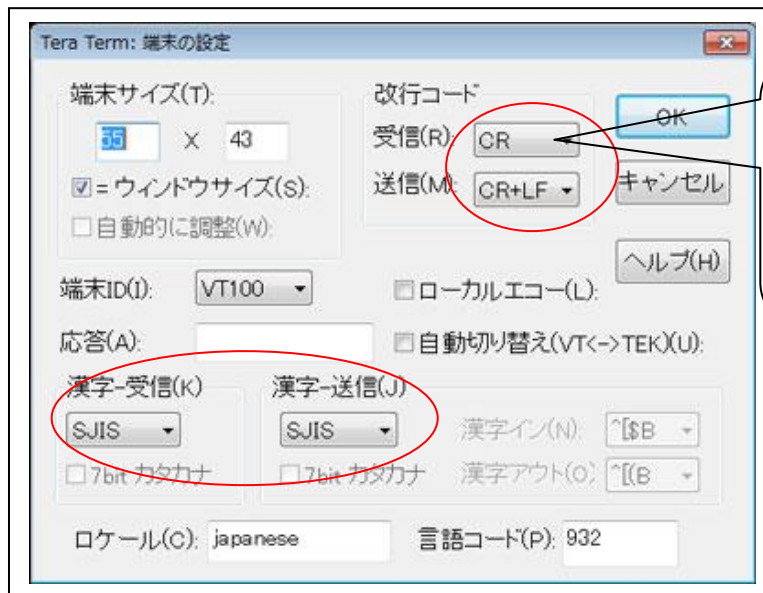 Tera Term: 端末の設定
端末サイズ(T):
55 X 43
= ウィンドウサイズ(S):
自動的に調整(W):
改行コード
受信(R): CR
送信(M): CR+LF
OK
キャンセル
ヘルプ(H)
端末ID(I): VT100
ローカルエコー(L):
応答(A):
自動切り替え(VT<->TEK)(U):
漢字-受信(K)
SJIS
7bit カタカナ
漢字-送信(J)
SJIS
7bit カタカナ
漢字イン(N): ^[$B
漢字アウト(O): ^[(B
ロケール(C): japanese
言語コード(P): 932